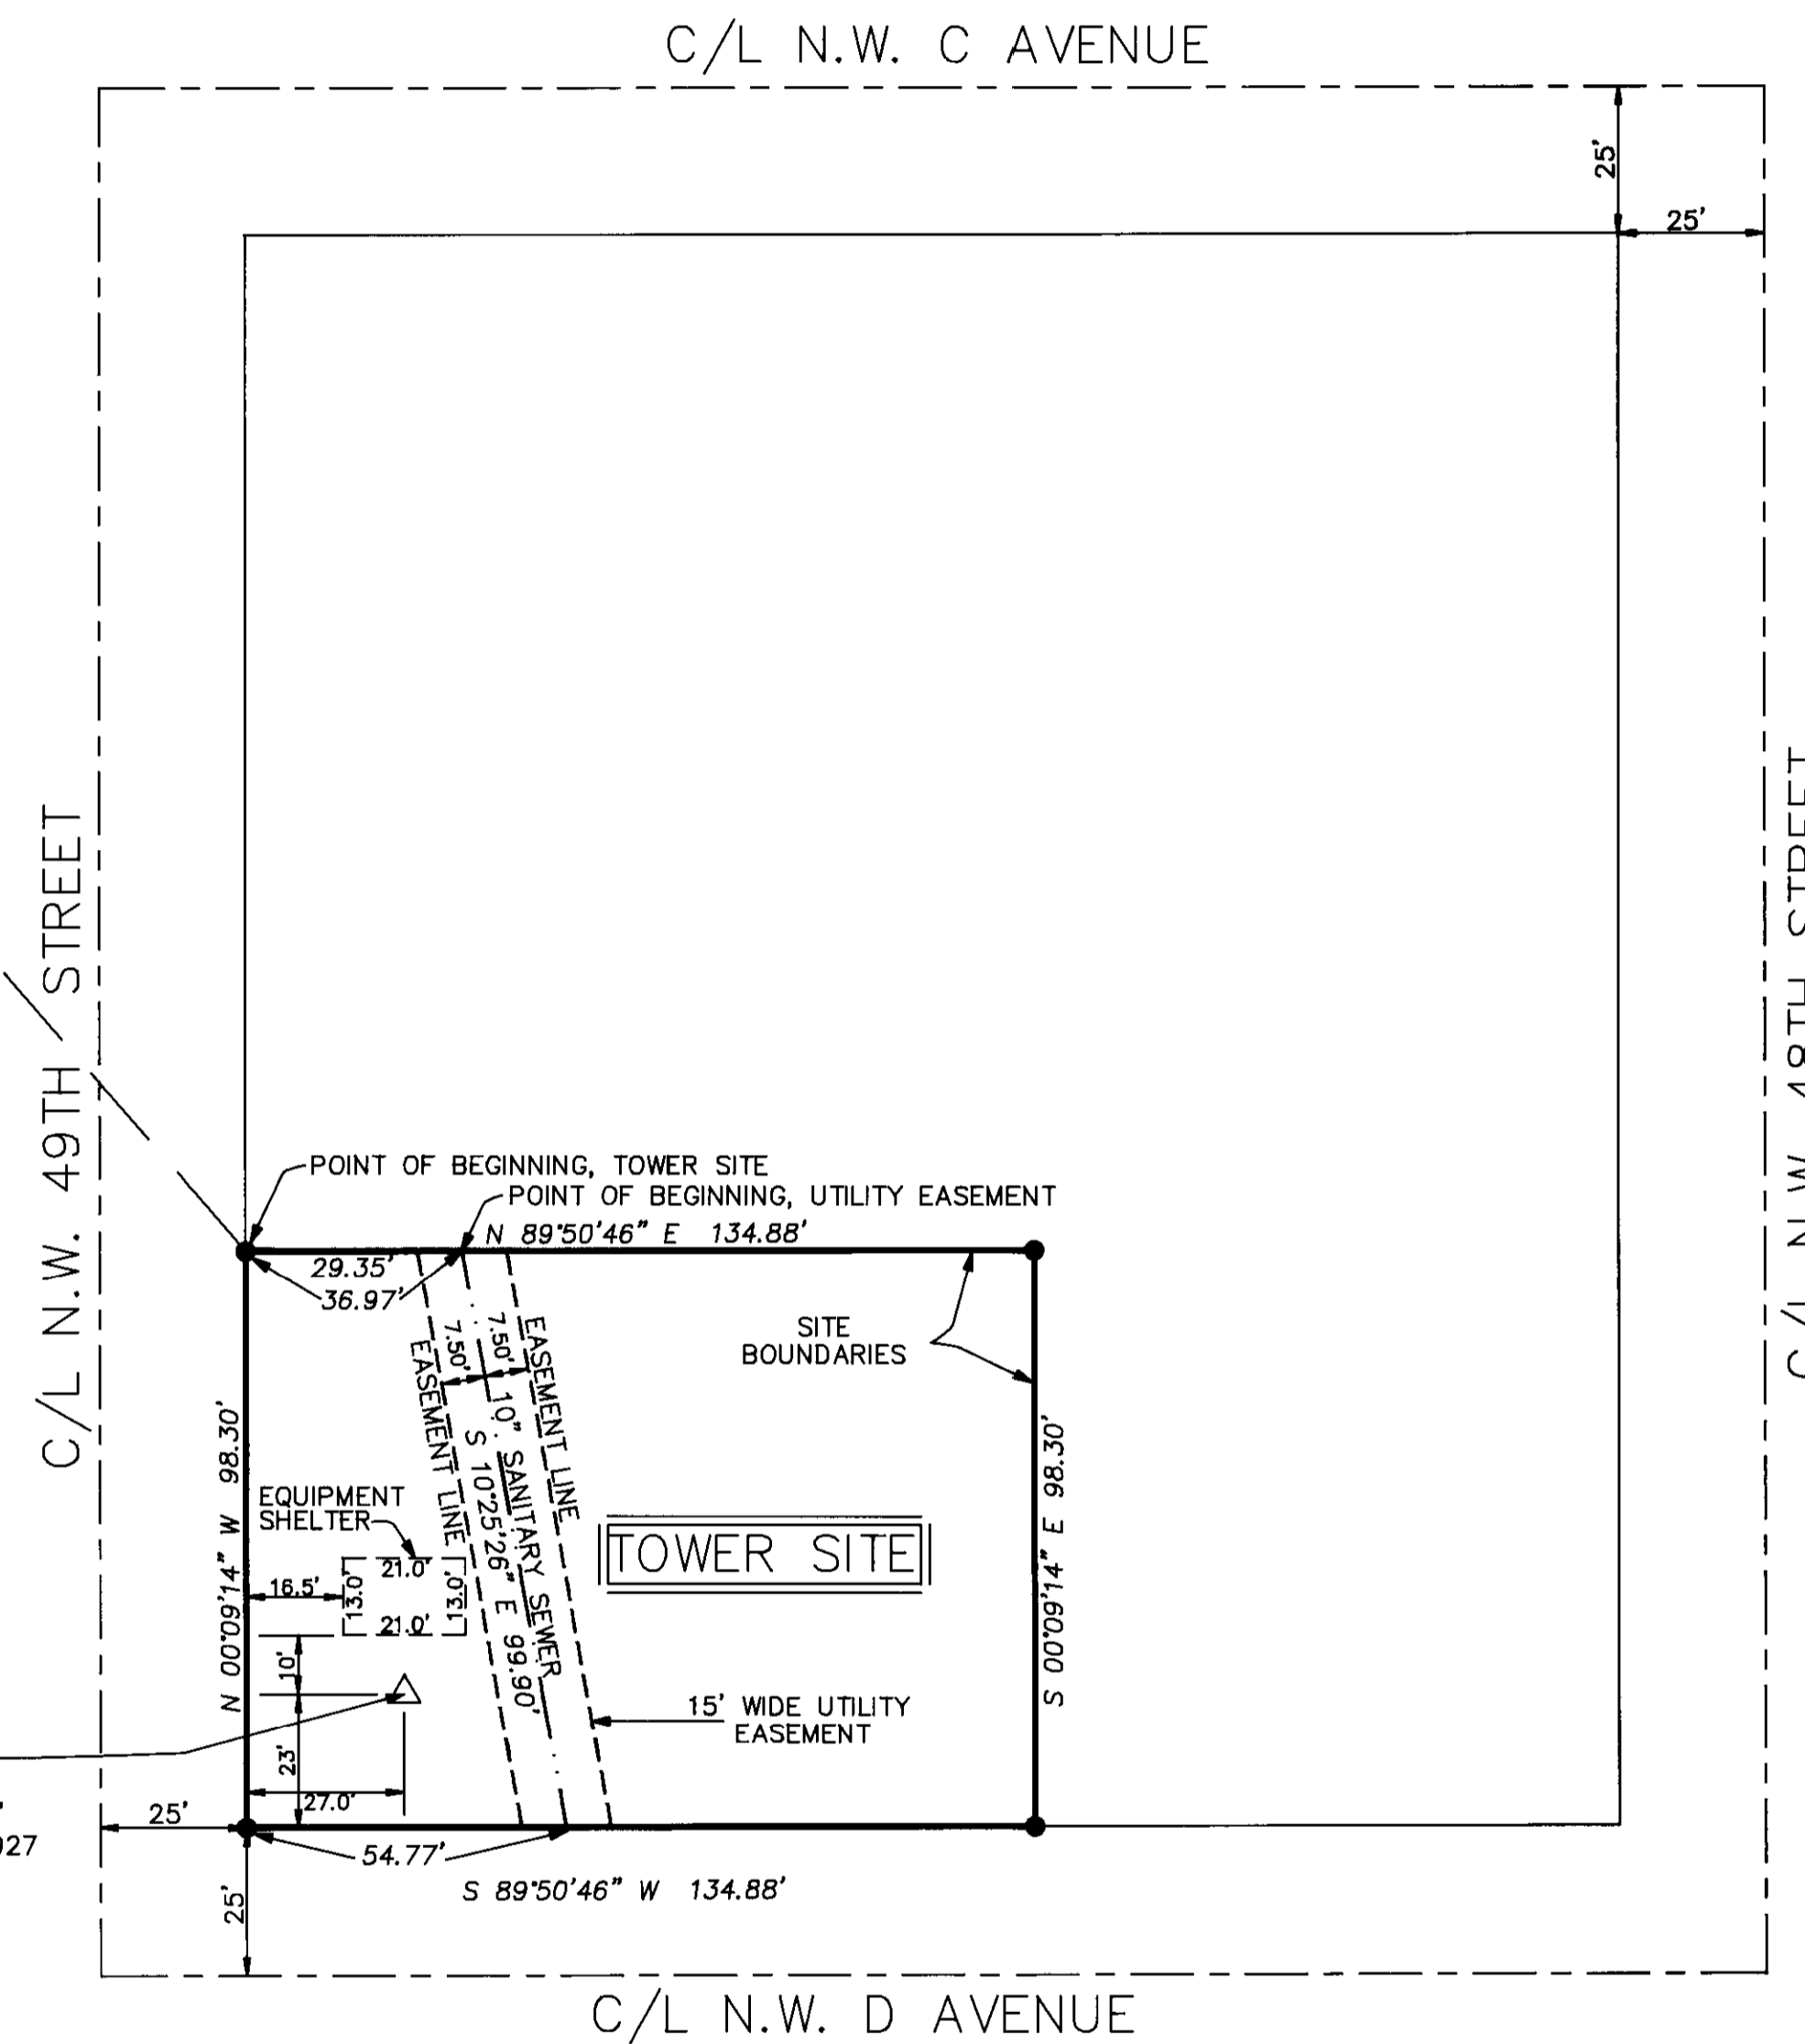 C/L N.W. C AVENUE
25'
25'
C/L N.W. 49TH STREET
C/L N.W. 48TH STREET
POINT OF BEGINNING, TOWER SITE
POINT OF BEGINNING, UTILITY EASEMENT
N 89°50'46" E 134.88'
29.35'
36.97'
7.50'
7.50'
EASEMENT LINE
EASEMENT LINE
10" SANITARY SEWER
S 10°25'26" E 99.90'
SITE
BOUNDARIES
N 00°09'14" W 98.30'
S 00°09'14" E 98.30'
EQUIPMENT
SHELTER
21.0'
16.5'
13.0'
13.0'
21.0'
TOWER SITE
10'
15' WIDE UTILITY
EASEMENT
23'
27.0'
25'
'
027
54.77'
S 89°50'46" W 134.88'
25'
C/L N.W. D AVENUE